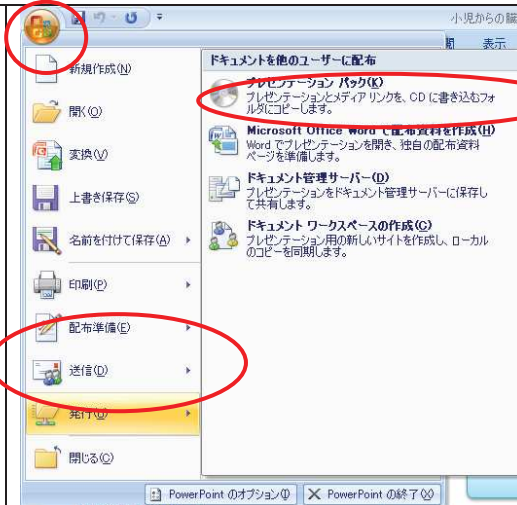 小児からの臓
表示
新規作成(N)
開く(O)
変換(V)
上書き保存(S)
名前を付けて保存(A)
印刷(P)
配布準備(E)
送信(D)
発行(U)
閉じる(C)
ドキュメントを他のユーザーに配布
プレゼンテーション パック(K)
プレゼンテーションとメディア リンクを、CD に書き込むフォ
ルダにコピーします。
Microsoft Office Word で配布資料を作成(H)
Word でプレゼンテーションを開き、独自の配布資料
ページを準備します。
ドキュメント管理サーバー(D)
プレゼンテーションをドキュメント管理サーバーに保存し
て共有します。
ドキュメント ワークスペースの作成(C)
プレゼンテーション用の新しいサイトを作成し、ローカル
のコピーを同期します。
PowerPoint のオプション(I)
PowerPoint の終了(X)